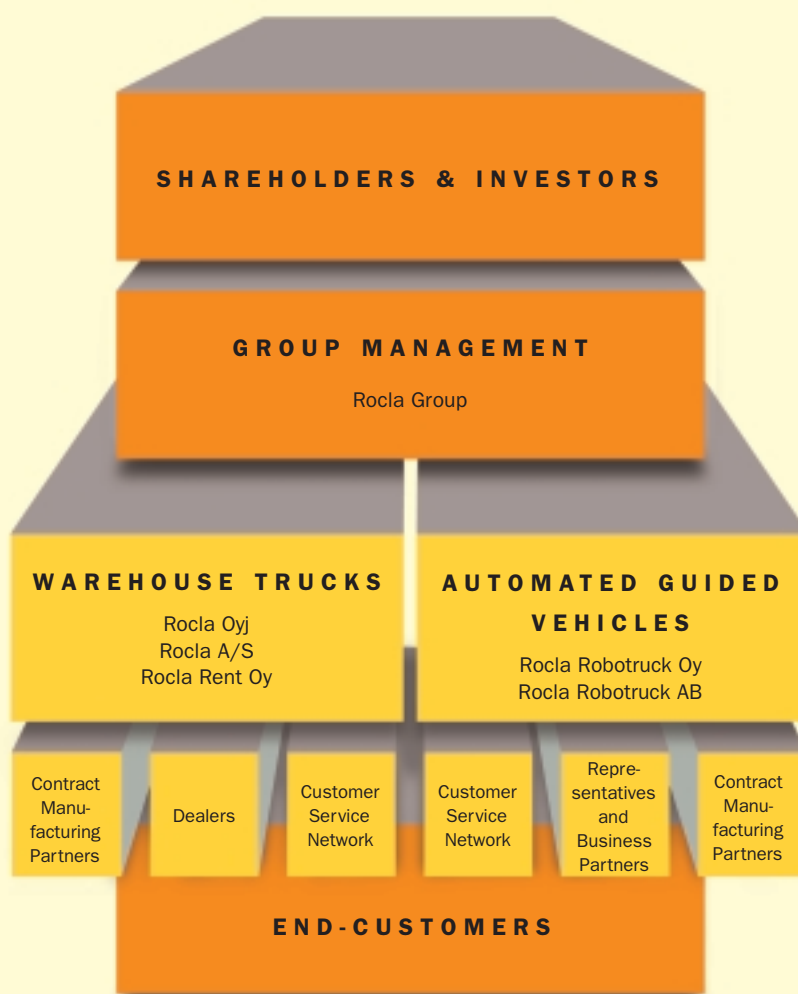 SHAREHOLDERS & INVESTORS
GROUP MANAGEMENT
Rocla Group
WAREHOUSE TRUCKS
Rocla Oyj
Rocla A/S
Rocla Rent Oy
AUTOMATED GUIDED
VEHICLES
Rocla Robotruck Oy
Rocla Robotruck AB
Contract
Manu-
facturing
Partners
Dealers
Customer
Service
Network
Customer
Service
Network
Repre-
sentatives
and
Business
Partners
Contract
Manu-
facturing
Partners
END-CUSTOMERS